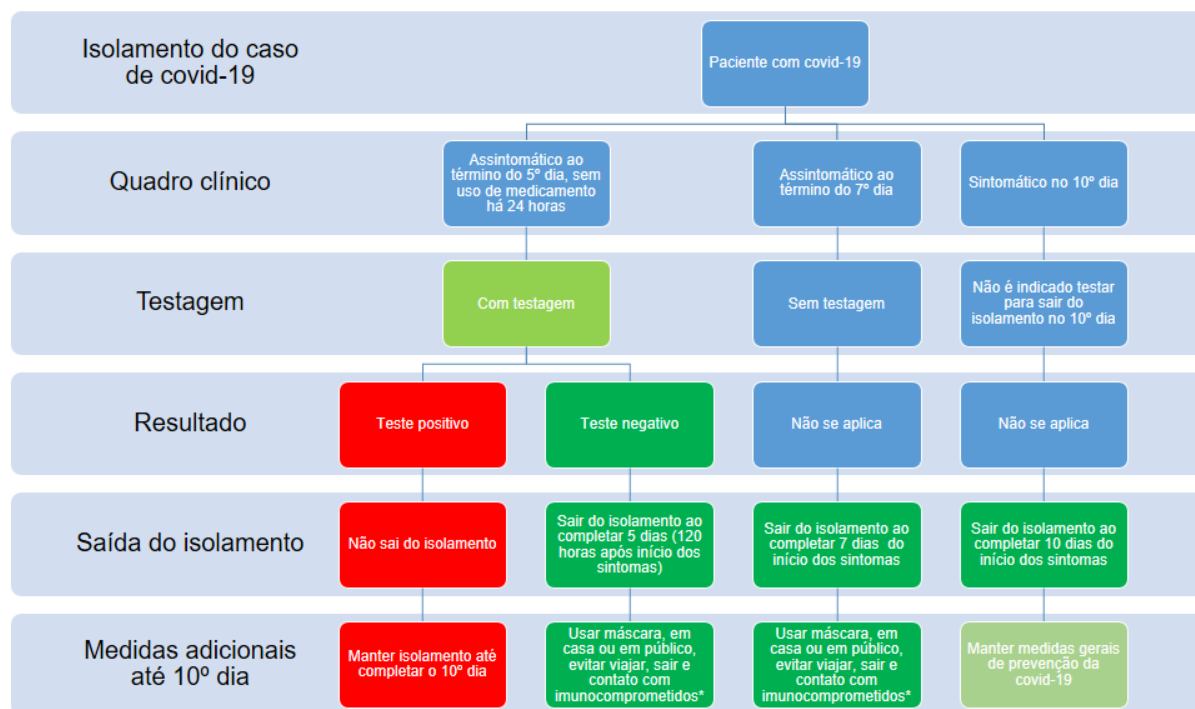 Isolamento do caso
de covid-19
Paciente com covid-19
Quadro clínico
Assintomático ao
término do 5º dia, sem
uso de medicamento
há 24 horas
Assintomático ao
término do 7º dia
Sintomático no 10º dia
Testagem
Com testagem
Sem testagem
Não é indicado testar
para sair do
isolamento no 10º dia
Resultado
Teste positivo
Teste negativo
Não se aplica
Não se aplica
Saída do isolamento
Não sai do isolamento
Sair do isolamento ao
completar 5 dias (120
horas após início dos
sintomas)
Sair do isolamento ao
completar 7 dias do
início dos sintomas
Sair do isolamento ao
completar 10 dias do
início dos sintomas
Medidas adicionais
até 10º dia
Manter isolamento até
completar o 10º dia
Usar máscara, em
casa ou em público,
evitar viajar, sair e
contato com
imunocomprometidos*
Usar máscara, em
casa ou em público,
evitar viajar, sair e
contato com
imunocomprometidos*
Manter medidas gerais
de prevenção da
covid-19